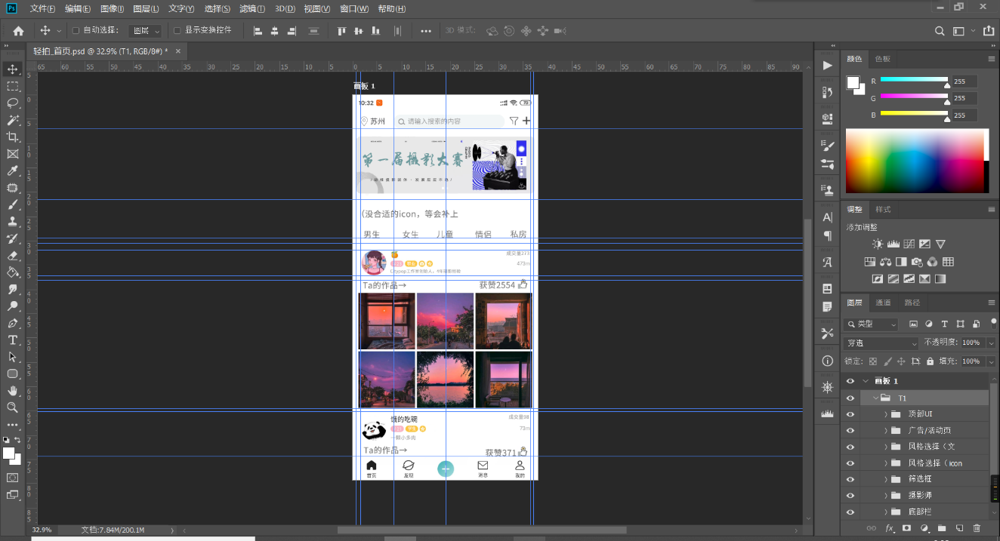 Ps 文件(F) 编辑(E) 图像(I) 图层(L) 文字(Y) 选择(S) 滤镜(T) 3D(D) 视图(V) 窗口(W) 帮助(H)
自动选择: 图层 显示变换控件 3D 模式:
轻拍_首页.psd @ 32.9% (T1, RGB/8#) * ×
65 60 55 50 45 40 35 30 25 20 15 10 5 0 5 10 15 20 25 30 35 40 45 50 55 60 65 70 75 80 85 90
画板 1
10:32
70
苏州 请输入搜索的内容
第一届摄影大赛
(没合适的icon，等会补上
男生 女生 儿童 情侣 私房
成交量273
473m
Ta的作品→ 获赞2554
饿的吃碗 成交量98
73m
一颗小多肉
Ta的作品→ 获赞371
首页 发现 消息 我的
颜色 色板
R 255
G 255
B 255
调整 样式
添加调整
图层 通道 路径
类型
穿透 不透明度: 100%
锁定: 填充: 100%
画板 1
T1
顶部UI
广告/活动页
风格选择（文
风格选择（icon
筛选框
摄影师
底部栏
32.9% 文档:7.84M/200.1M